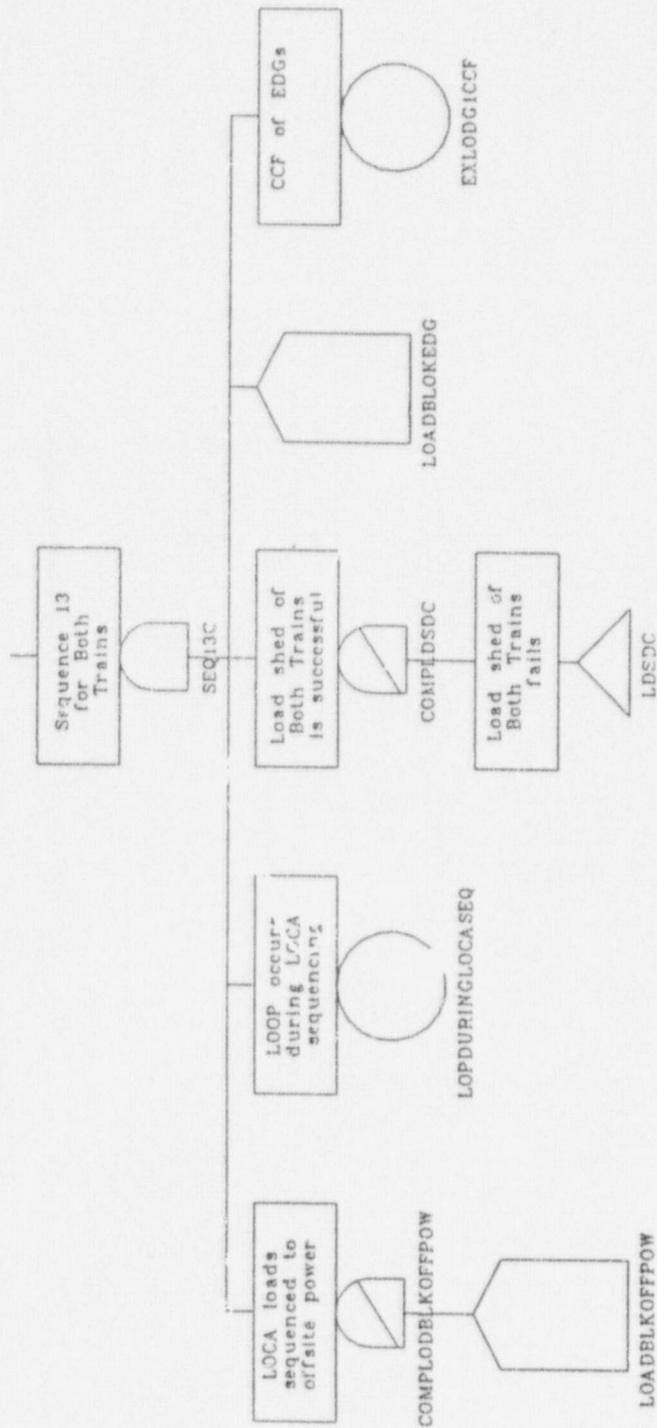 Sequence 13
for Both
Trains
SEQ13C
LOCA loads
sequenced to
offsite power
COMPLODBLKOFFPOW
LOADBLKOFFPOW
LOOP occur-
during LOCA
sequencing
LOPDURINGLOCASEQ
Load shed of
Both Trains
is successful
COMPLDSDC
Load shed of
Both Trains
fails
LDSDC
LOADBLOKEDG
CCF of EDGs
EXLODG1CCF